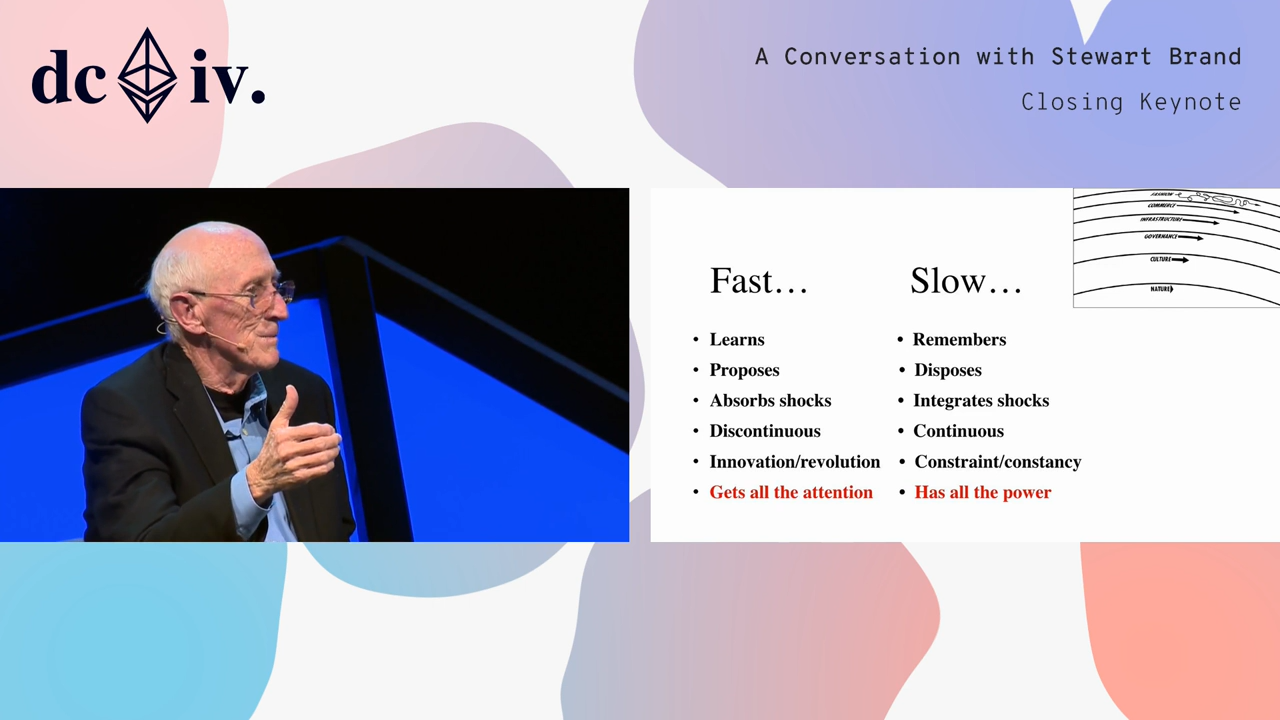 dc iv.
A Conversation with Stewart Brand
Closing Keynote
FASHION
COMMERCE
INFRASTRUCTURE
GOVERNANCE
CULTURE
NATURE
Fast...
Slow...
• Learns
• Remembers
• Proposes
• Disposes
• Absorbs shocks
• Integrates shocks
• Discontinuous
• Continuous
• Innovation/revolution
• Constraint/constancy
• Gets all the attention
• Has all the power